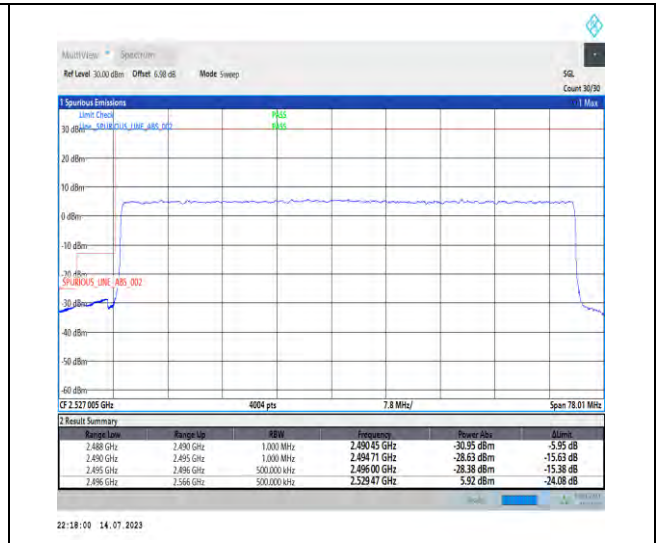 MultiView Spectrum
Ref Level 30.00 dBm Offset 6.98 dB Mode Sweep SGL
Count 30/30
1 Spurious Emissions 1 Max
Limit Check PASS
Line_SPURIOUS_LINE_ABS_002 PASS
30 dBm
20 dBm
10 dBm
0 dBm
-10 dBm
-20 dBm
SPURIOUS_LINE_ABS_002
-30 dBm
-40 dBm
-50 dBm
-60 dBm
CF 2.527 005 GHz 4004 pts 7.8 MHz/ Span 78.01 MHz
2 Result Summary
Range Low Range Up RBW Frequency Power Abs ΔLimit
2.488 GHz 2.490 GHz 1.000 MHz 2.490 45 GHz -30.95 dBm -5.95 dB
2.490 GHz 2.495 GHz 1.000 MHz 2.494 71 GHz -28.63 dBm -15.63 dB
2.495 GHz 2.496 GHz 500.000 kHz 2.496 00 GHz -28.38 dBm -15.38 dB
2.496 GHz 2.566 GHz 500.000 kHz 2.529 47 GHz 5.92 dBm -24.08 dB
Ready
22:18:00 14.07.2023